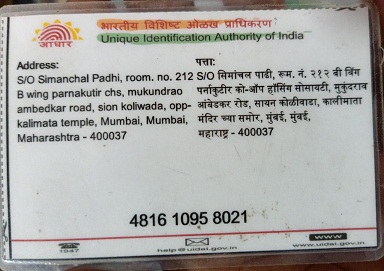 भारतीय विशिष्ट ओळख प्राधिकरण
Unique Identification Authority of India
आधार
Address:
S/O Simanchal Padhi, room. no. 212
B wing parnakutir chs, mukundrao
ambedkar road, sion koliwada, opp-
kalimata temple, Mumbai, Mumbai,
Maharashtra - 400037
पत्ता:
S/O सिमांचल पाढी, रूम. नं. २१२ बी बिंग
पर्नाकुटीर को-ऑप हॉसिंग सोसायटी, मुकुंदराव
आंबेडकर रोड, सायन कोळीवाडा, कालीमाता
मंदिर च्या समोर, मुंबई, मुंबई,
महाराष्ट्र - 400037
4816 1095 8021
1947
help@uidai.gov.in
www
www.uidai.gov.in